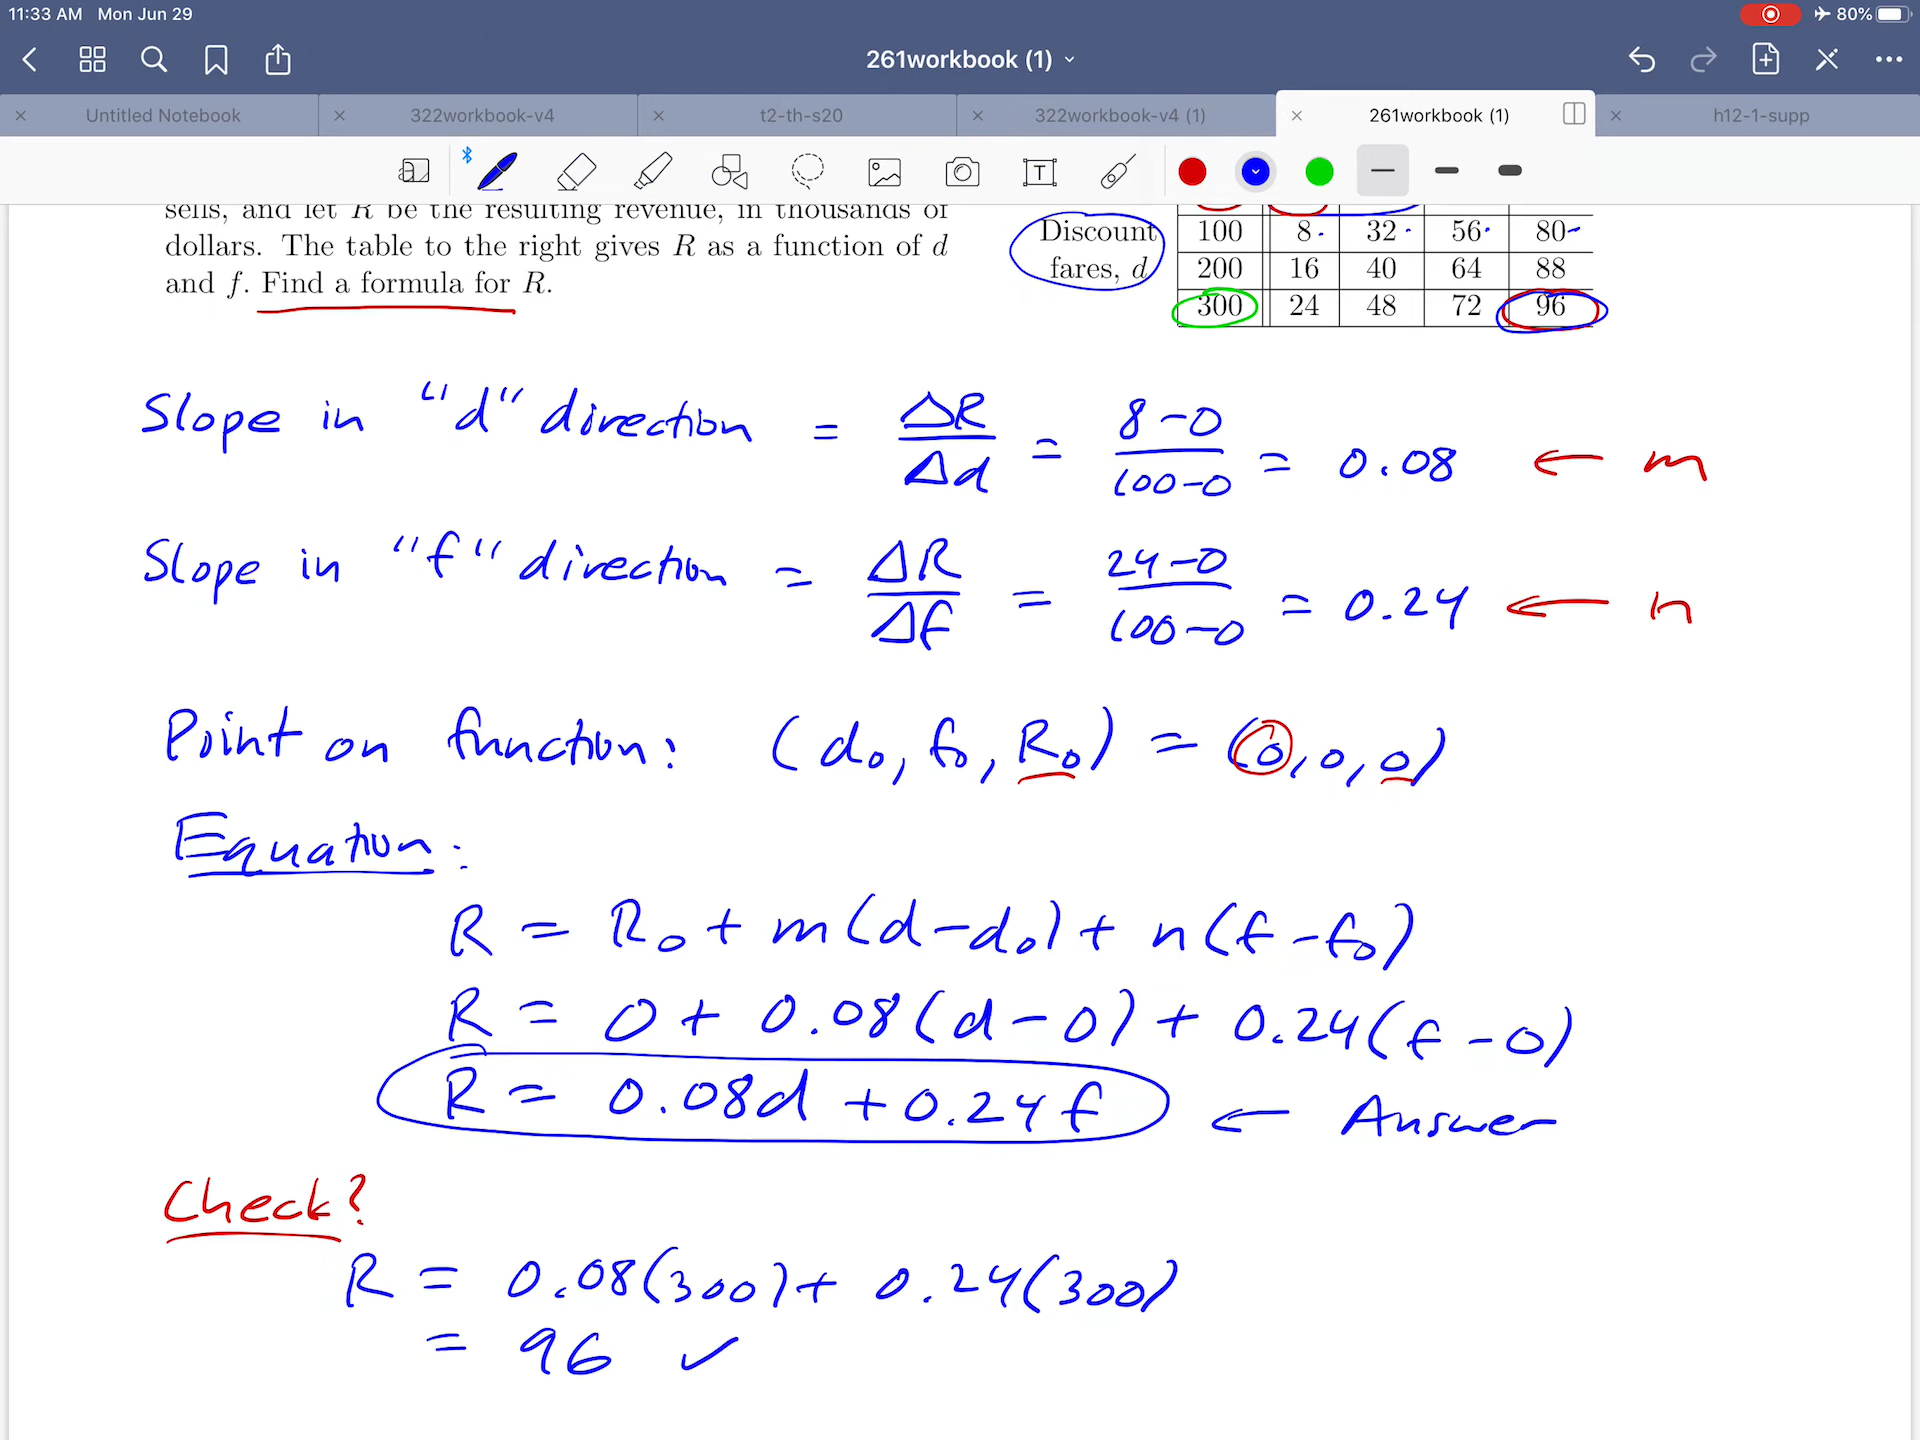 11:33 AM Mon Jun 29
80%
261workbook (1)
Untitled Notebook
322workbook-v4
t2-th-s20
322workbook-v4 (1)
261workbook (1)
h12-1-supp
sells, and let R be the resulting revenue, in thousands of
dollars. The table to the right gives R as a function of d
and f. Find a formula for R.
Discount
fares, d
100 8 32 56 80
200 16 40 64 88
300 24 48 72 96
Slope in "d" direction = ΔR/Δd = (8-0)/(100-0) = 0.08 ← m
Slope in "f" direction = ΔR/Δf = (24-0)/(100-0) = 0.24 ← n
Point on function: (d₀, f₀, R₀) = (0, 0, 0)
Equation:
R = R₀ + m(d-d₀) + n(f-f₀)
R = 0 + 0.08(d-0) + 0.24(f-0)
R = 0.08d + 0.24f ← Answer
Check?
R = 0.08(300) + 0.24(300)
= 96 ✓